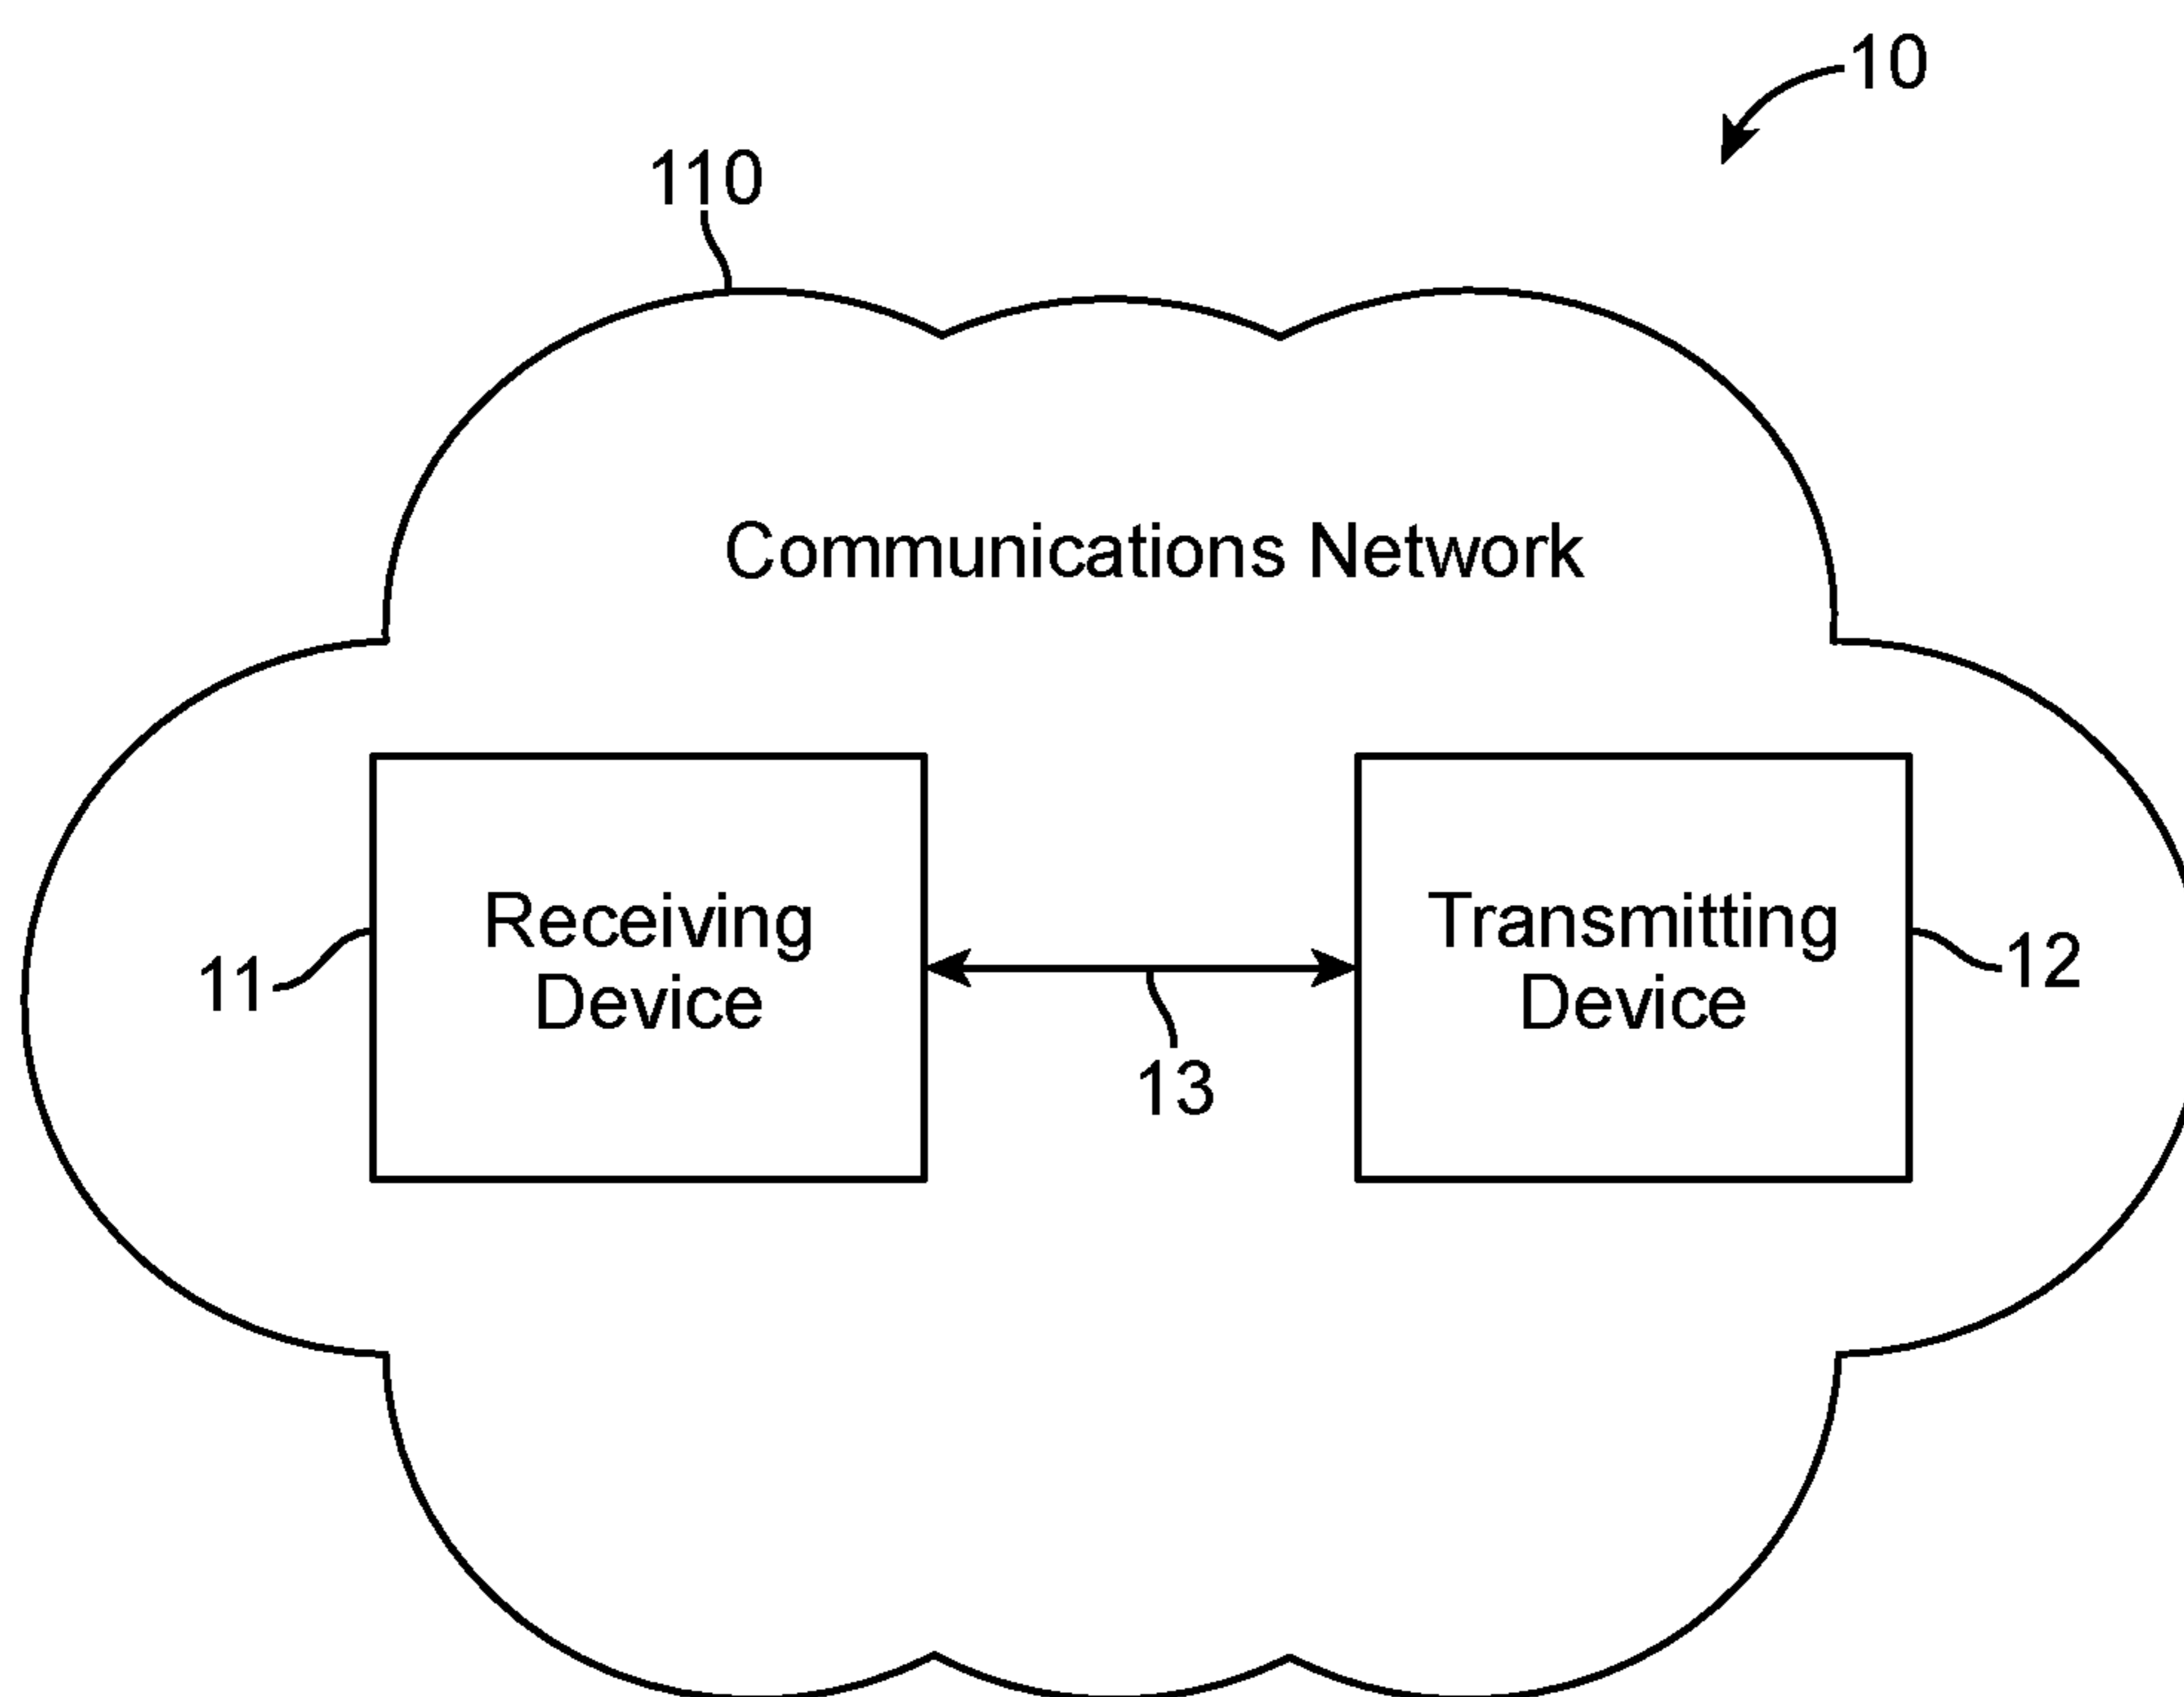 10
110
Communications Network
Receiving
Device
Transmitting
Device
11
12
13